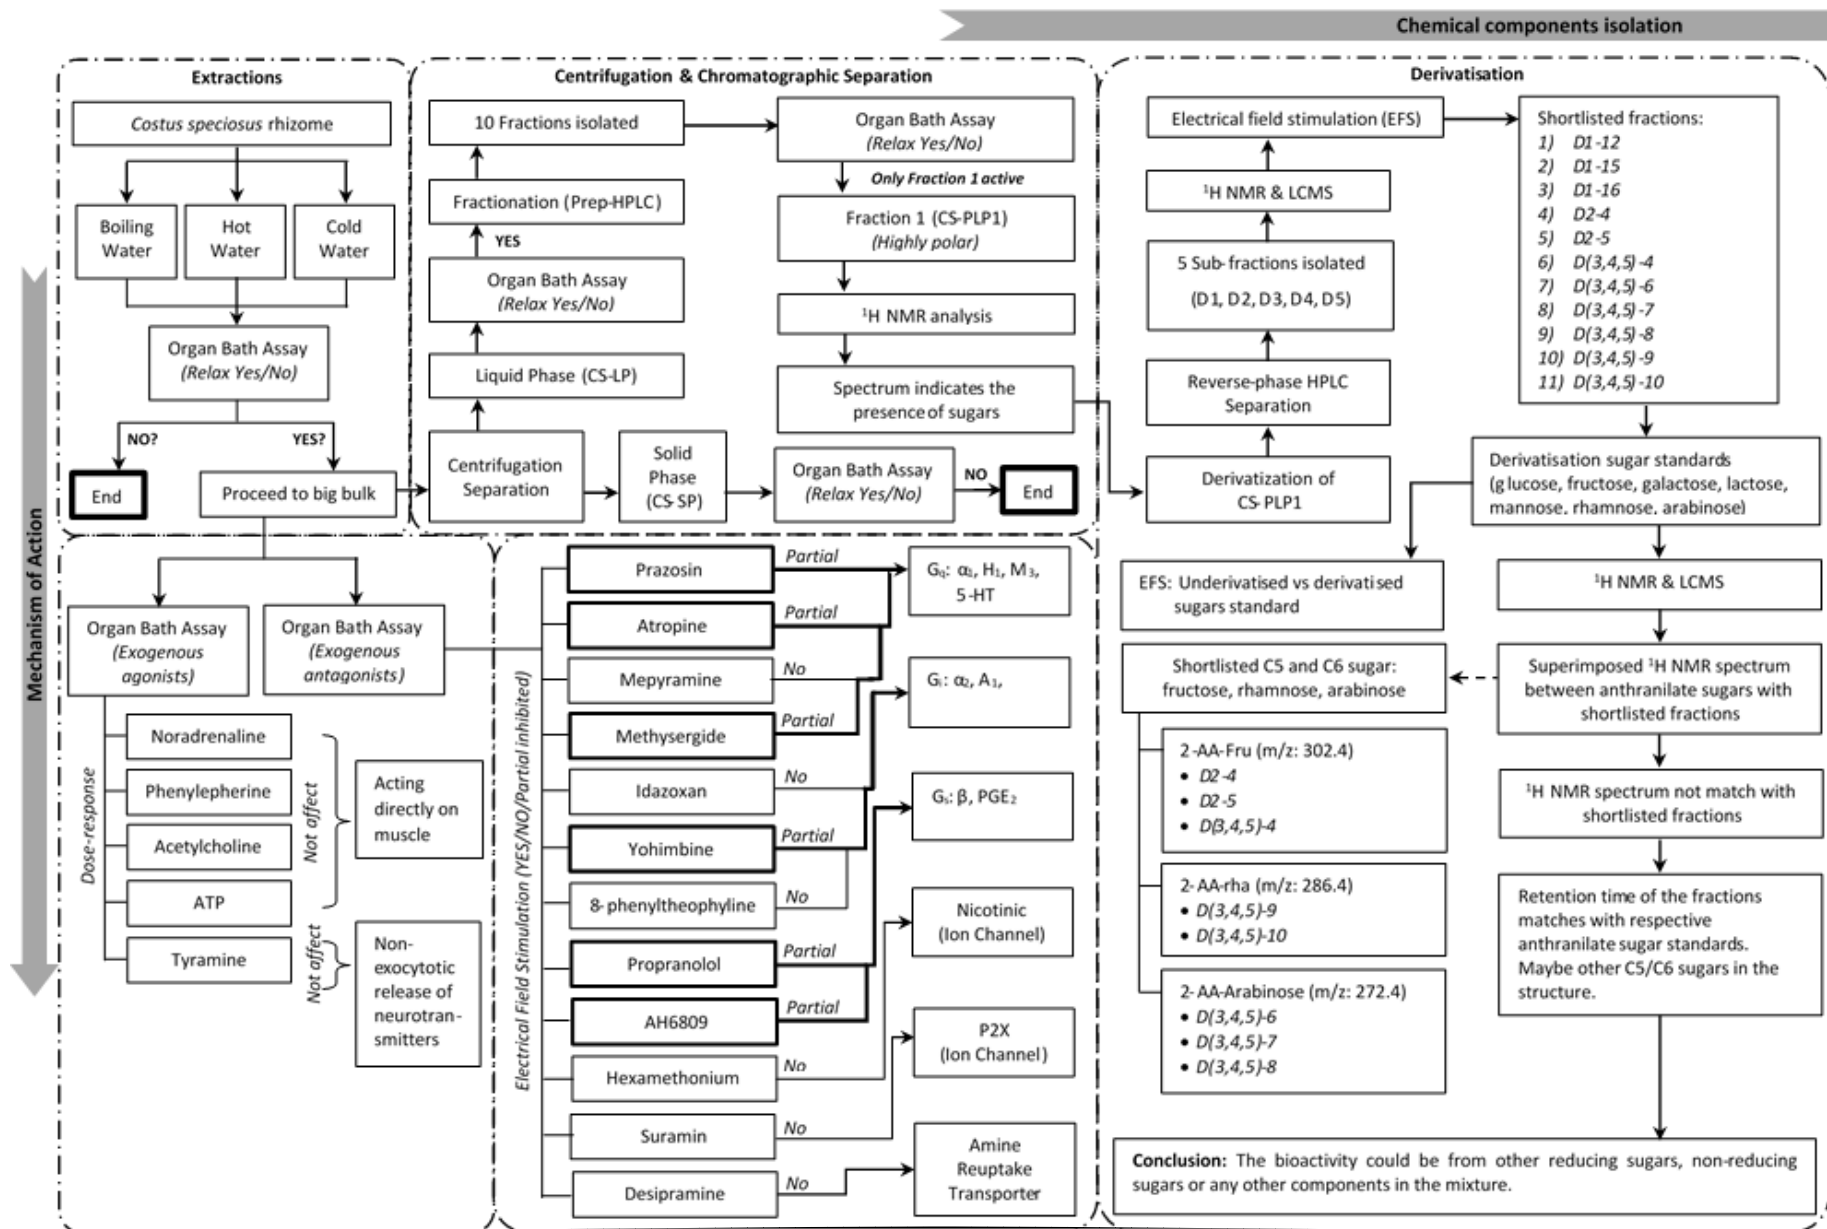 Chemical components isolation
Mechanism of Action
Extractions
Costus speciosus rhizome
Boiling
Water
Hot
Water
Cold
Water
Organ Bath Assay
(Relax Yes/No)
NO?
YES?
End
Proceed to big bulk
Centrifugation & Chromatographic Separation
10 Fractions isolated
Fractionation (Prep-HPLC)
YES
Organ Bath Assay
(Relax Yes/No)
Liquid Phase (CS-LP)
Centrifugation
Separation
Solid
Phase
(CS-SP)
Organ Bath Assay
(Relax Yes/No)
NO
End
Organ Bath Assay
(Relax Yes/No)
Only Fraction 1 active
Fraction 1 (CS-PLP1)
(Highly polar)
¹H NMR analysis
Spectrum indicates the
presence of sugars
Derivatisation
Electrical field stimulation (EFS)
¹H NMR & LCMS
5 Sub-fractions isolated
(D1, D2, D3, D4, D5)
Reverse-phase HPLC
Separation
Derivatization of
CS-PLP1
Shortlisted fractions:
1) D1-12
2) D1-15
3) D1-16
4) D2-4
5) D2-5
6) D(3,4,5)-4
7) D(3,4,5)-6
8) D(3,4,5)-7
9) D(3,4,5)-8
10) D(3,4,5)-9
11) D(3,4,5)-10
Derivatisation sugar standards
(glucose, fructose, galactose, lactose,
mannose, rhamnose, arabinose)
EFS: Underivatised vs derivatised
sugars standard
¹H NMR & LCMS
Shortlisted C5 and C6 sugar:
fructose, rhamnose, arabinose
Superimposed ¹H NMR spectrum
between anthranilate sugars with
shortlisted fractions
2-AA-Fru (m/z: 302.4)
• D2-4
• D2-5
• D(3,4,5)-4
2-AA-rha (m/z: 286.4)
• D(3,4,5)-9
• D(3,4,5)-10
2-AA-Arabinose (m/z: 272.4)
• D(3,4,5)-6
• D(3,4,5)-7
• D(3,4,5)-8
¹H NMR spectrum not match with
shortlisted fractions
Retention time of the fractions
matches with respective
anthranilate sugar standards.
Maybe other C5/C6 sugars in the
structure.
Conclusion: The bioactivity could be from other reducing sugars, non-reducing
sugars or any other components in the mixture.
Organ Bath Assay
(Exogenous
agonists)
Organ Bath Assay
(Exogenous
antagonists)
Dose-response
Noradrenaline
Phenylepherine
Acetylcholine
ATP
Tyramine
Not affect
Not affect
Acting
directly on
muscle
Non-
exocytotic
release of
neurotran-
smitters
Electrical Field Stimulation (YES/NO/Partial inhibited)
Prazosin
Partial
Atropine
Partial
Mepyramine
No
Methysergide
Partial
Idazoxan
No
Yohimbine
Partial
8-phenyltheophyline
No
Propranolol
Partial
AH6809
Partial
Hexamethonium
No
Suramin
No
Desipramine
No
Gq: α₁, H₁, M₃,
5-HT
Gᵢ: α₂, A₁,
Gₛ: β, PGE₂
Nicotinic
(Ion Channel)
P2X
(Ion Channel)
Amine
Reuptake
Transporter